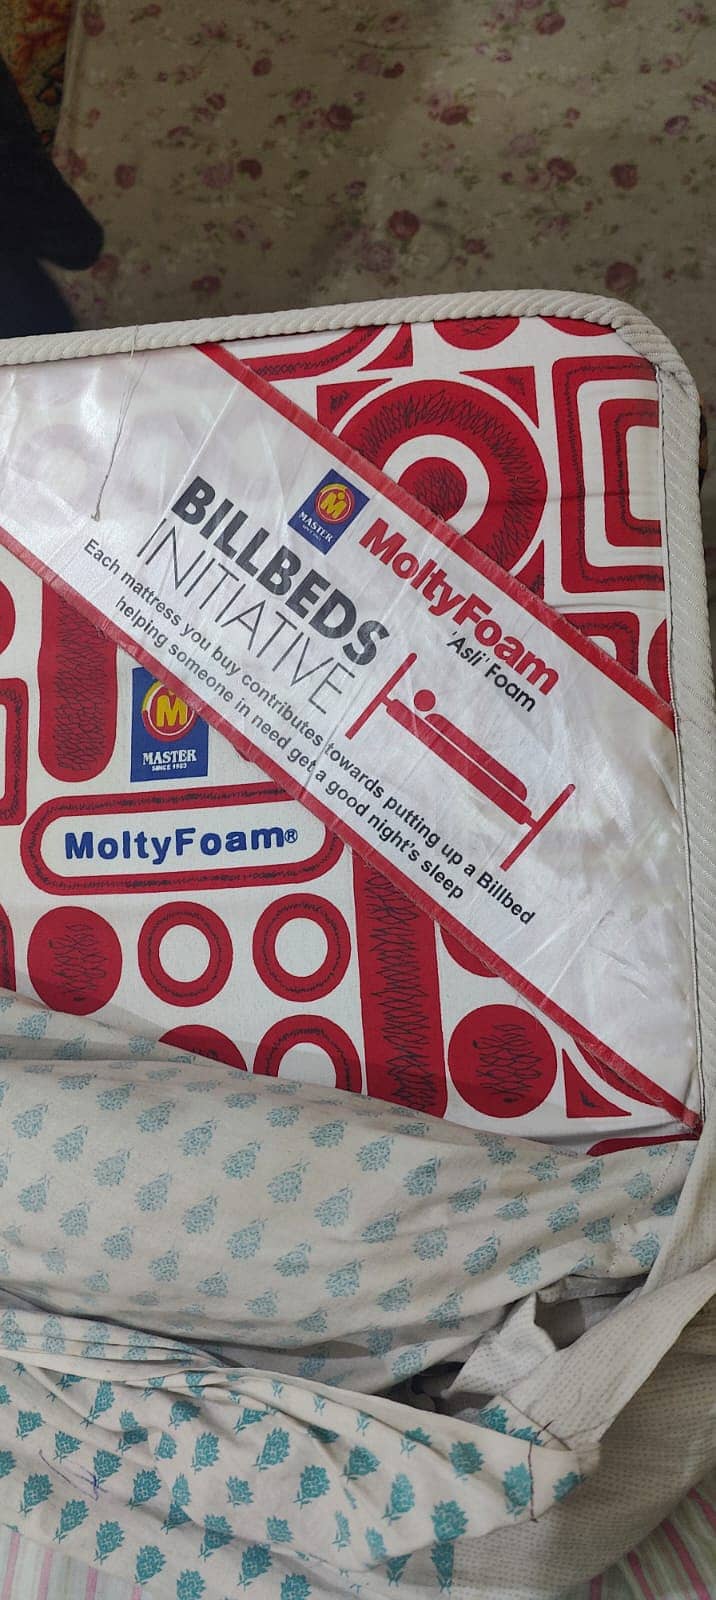 MASTER
MoltyFoam
'Asli' Foam
BILLBEDS
INITIATIVE
Each mattress you buy contributes towards putting up a Billbed
helping someone in need get a good night's sleep
MASTER
SINCE 1963
MoltyFoam®